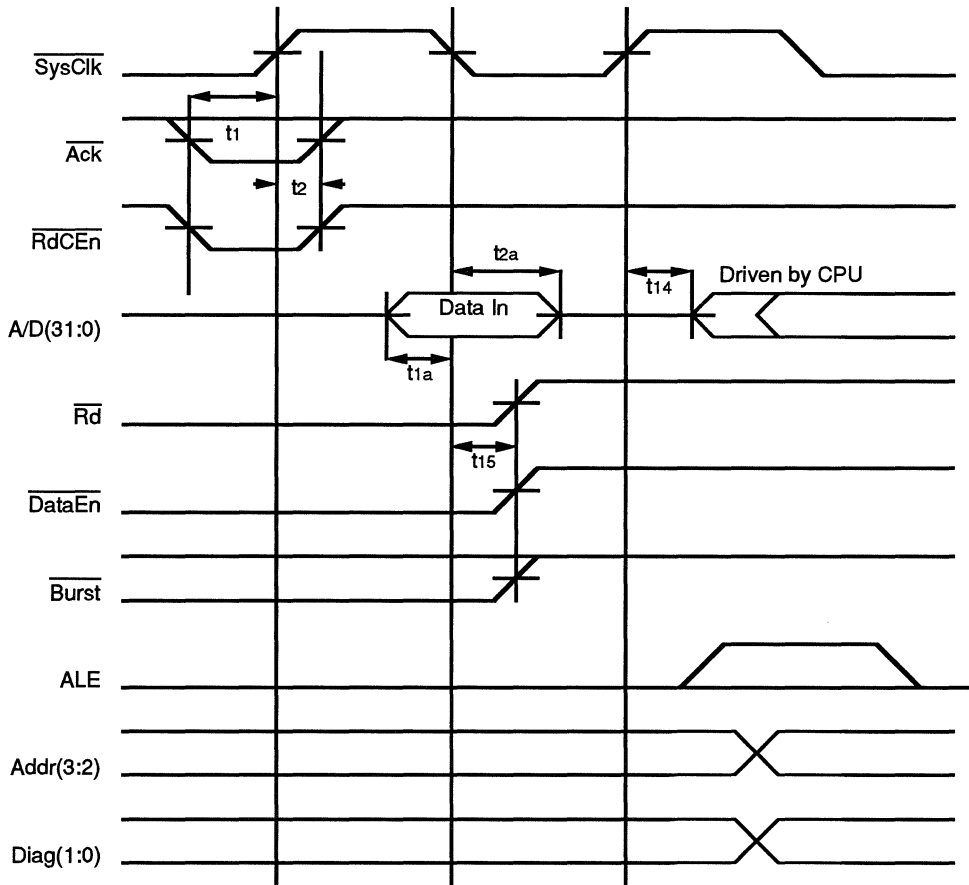 SysClk
t1
Ack
t2
RdCEn
t2a
Driven by CPU
t14
Data In
A/D(31:0)
t1a
Rd
t15
DataEn
Burst
ALE
Addr(3:2)
Diag(1:0)